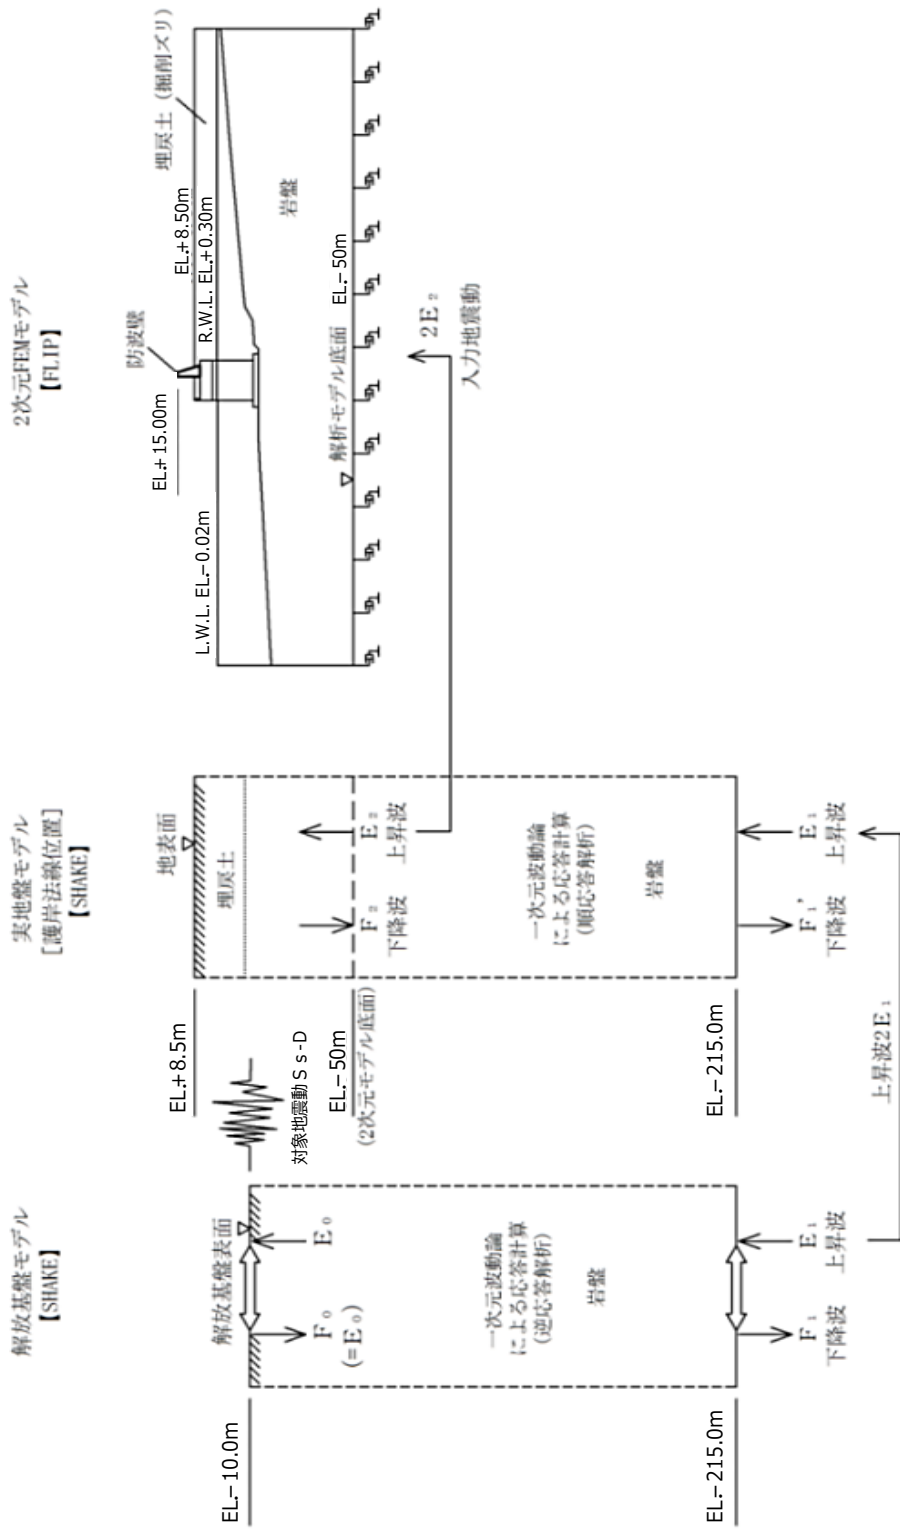 解放基盤モデル
【SHAKE】
EL.−10.0m
解放基盤表面
F₀
(=E₀)
E₀
対象地震動Ss-D
一次元波動論
による応答計算
(逆応答解析)
岩盤
EL.−215.0m
F₁
下降波
E₁
上昇波
上昇波2E₁
実地盤モデル
［護岸法線位置］
【SHAKE】
EL.+8.5m
地表面
埋戻土
EL.−50m
(2次元モデル底面)
F₂
下降波
E₂
上昇波
一次元波動論
による応答計算
(順応答解析)
岩盤
EL.−215.0m
F₁’
下降波
E₁
上昇波
2次元FEMモデル
【FLIP】
防波壁
EL.+15.00m
EL.+8.50m
埋戻土（掘削ズリ）
L.W.L. EL.−0.02m
R.W.L. EL.+0.30m
岩盤
解析モデル底面
EL.−50m
2E₂
入力地震動